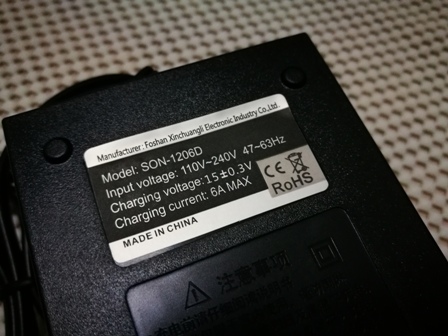 Manufacturer: Foshan Xinchuangli Electronic Industry Co.,Ltd.
Model: SON-1206D
Input voltage: 110V~240V 47~63Hz
Charging voltage:15±0.3V
Charging current: 6A MAX
CE
RoHS
MADE IN CHINA
注意事项